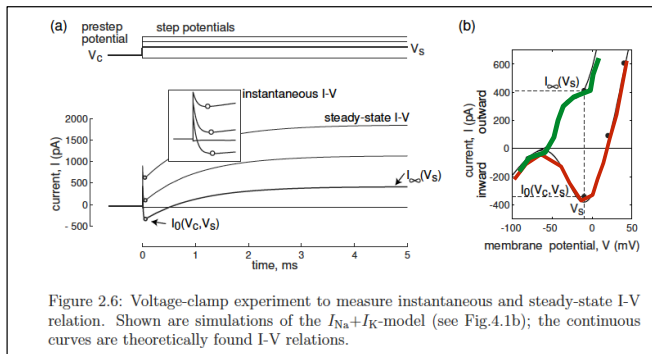 (a)
prestep
potential
step potentials
V_C
V_S
instantaneous I-V
steady-state I-V
I_∞(V_S)
I_0(V_C,V_S)
current, I (pA)
2000
1500
1000
500
0
- 500
0 1 2 3 4 5
time, ms
(b)
I_∞(V_S)
I_0(V_C,V_S)
V_S
current, I (pA)
inward outward
600
400
200
0
-200
-400
-100 -50 0 50
membrane potential, V (mV)
Figure 2.6: Voltage-clamp experiment to measure instantaneous and steady-state I-V
relation. Shown are simulations of the I_Na+I_K-model (see Fig.4.1b); the continuous
curves are theoretically found I-V relations.